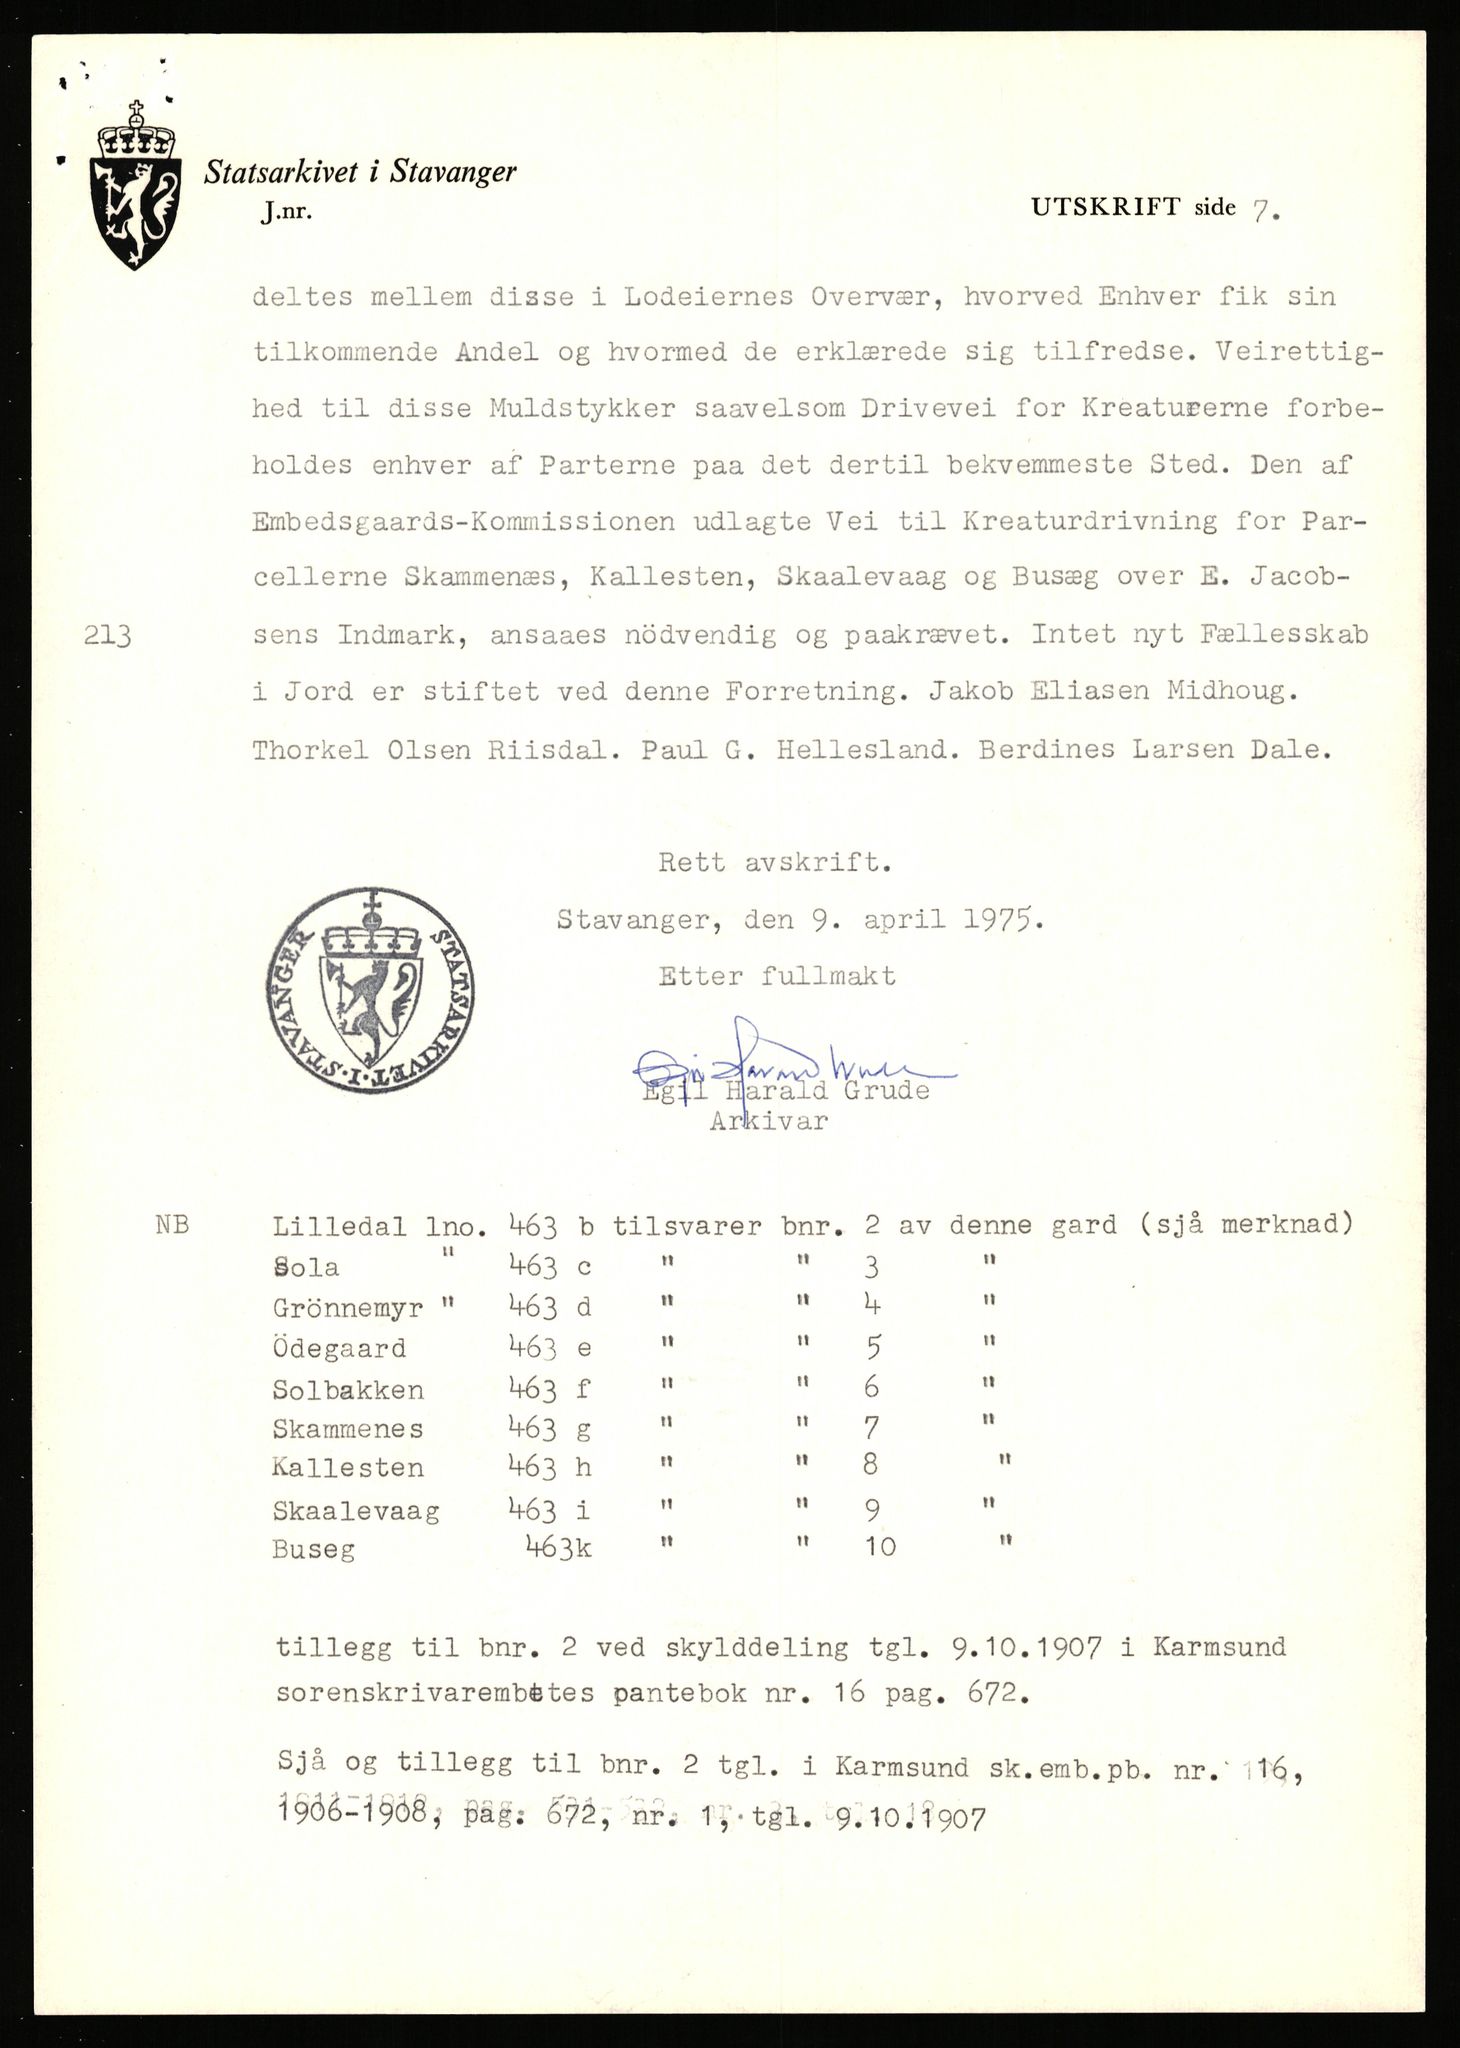 Statsarkivet i Stavanger
J.nr.
UTSKRIFT side 7.
deltes mellem disse i Lodeiernes Overvær, hvorved Enhver fik sin
tilkommende Andel og hvormed de erklærede sig tilfredse. Veirettig-
hed til disse Muldstykker saavelsom Drivevei for Kreaturerne forbe-
holdes enhver af Parterne paa det dertil bekvemmeste Sted. Den af
Embedsgaards-Kommissionen udlagte Vei til Kreaturdrivning for Par-
cellerne Skammenæs, Kallesten, Skaalevaag og Busæg over E. Jacob-
213 sens Indmark, ansaaes nödvendig og paakrævet. Intet nyt Fællesskab
i Jord er stiftet ved denne Forretning. Jakob Eliasen Midhoug.
Thorkel Olsen Riisdal. Paul G. Hellesland. Berdines Larsen Dale.
Rett avskrift.
Stavanger, den 9. april 1975.
Etter fullmakt
STATSARKIVET · I · STAVANGER
Egil Harald Grude
Arkivar
NB Lilledal lno. 463 b tilsvarer bnr. 2 av denne gard (sjå merknad)
Sola " 463 c " " 3 "
Grönnemyr " 463 d " " 4 "
Ödegaard 463 e " " 5 "
Solbakken 463 f " " 6 "
Skammenes 463 g " " 7 "
Kallesten 463 h " " 8 "
Skaalevaag 463 i " " 9 "
Buseg 463k " " 10 "
tillegg til bnr. 2 ved skylddeling tgl. 9.10.1907 i Karmsund
sorenskrivarembetes pantebok nr. 16 pag. 672.
Sjå og tillegg til bnr. 2 tgl. i Karmsund sk.emb.pb. nr. 16,
1906-1908, pag. 672, nr. 1, tgl. 9.10.1907